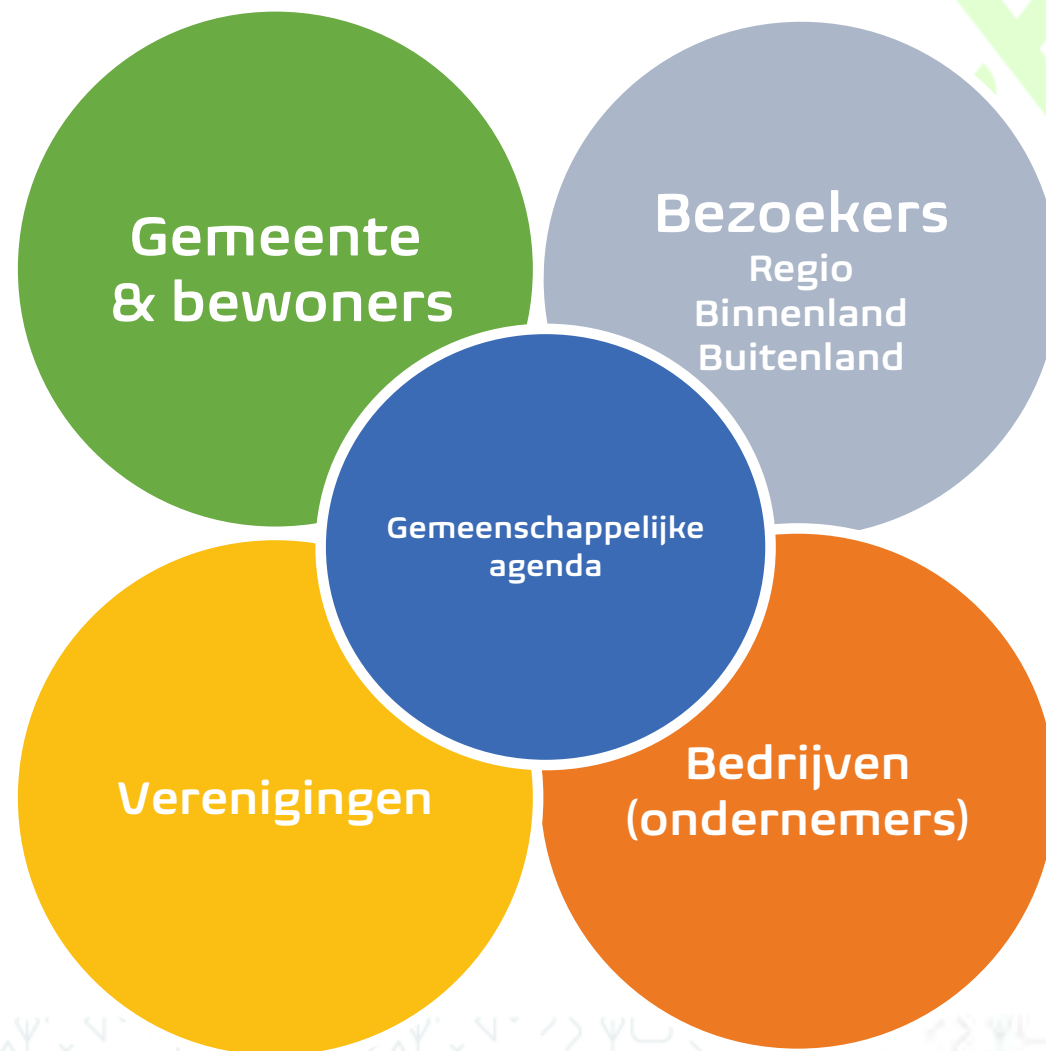 Gemeente
& bewoners
Bezoekers
Regio
Binnenland
Buitenland
Gemeenschappelijke
agenda
Verenigingen
Bedrijven
(ondernemers)